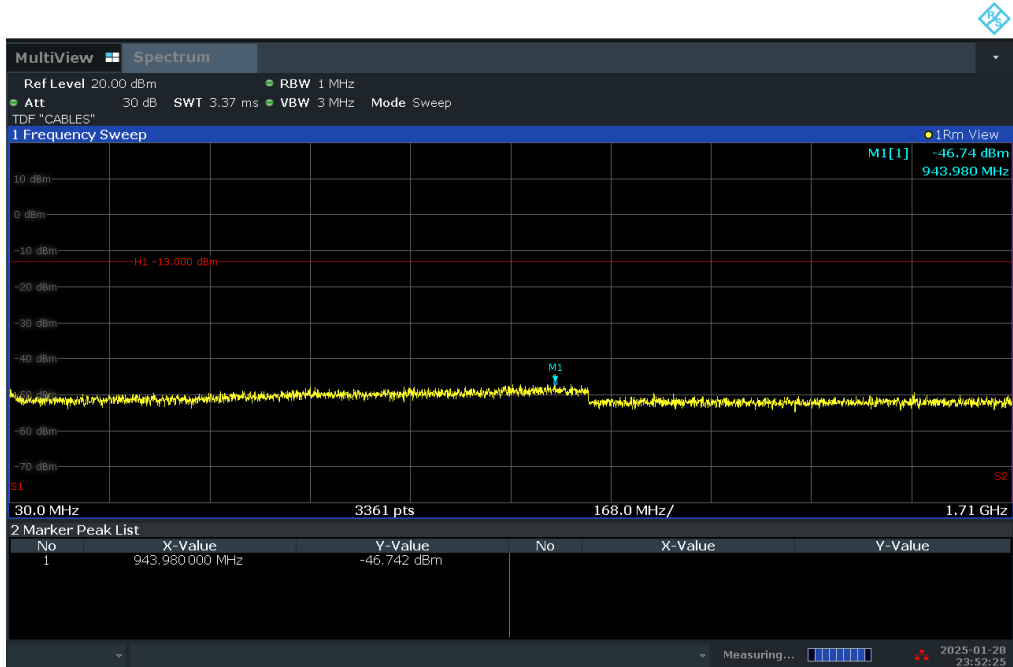 R&S
MultiView Spectrum
Ref Level 20.00 dBm RBW 1 MHz
Att 30 dB SWT 3.37 ms VBW 3 MHz Mode Sweep
TDF "CABLES"
1 Frequency Sweep 1Rm View
M1[1] -46.74 dBm
943.980 MHz
10 dBm
0 dBm
-10 dBm
H1 -13.000 dBm
-20 dBm
-30 dBm
-40 dBm
M1
-50 dBm
-60 dBm
-70 dBm
S1 S2
30.0 MHz 3361 pts 168.0 MHz/ 1.71 GHz
2 Marker Peak List
No X-Value Y-Value No X-Value Y-Value
1 943.980000 MHz -46.742 dBm
Measuring... 2025-01-28
23:52:25